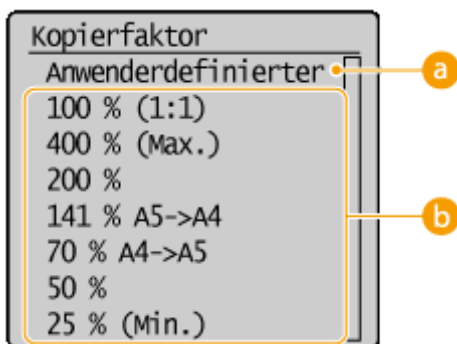 Kopierfaktor
Anwenderdefinierter
a
100 % (1:1)
400 % (Max.)
200 %
141 % A5->A4
b
70 % A4->A5
50 %
25 % (Min.)